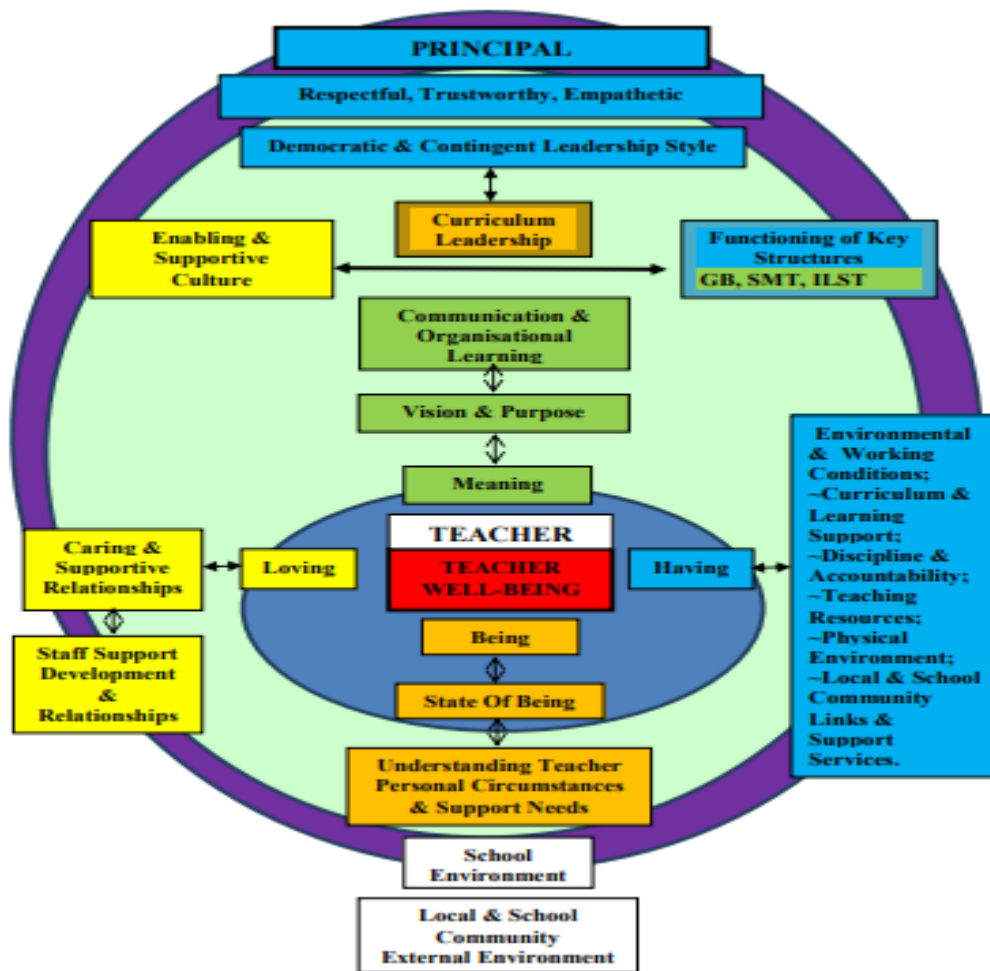 PRINCIPAL
Respectful, Trustworthy, Empathetic
Democratic & Contingent Leadership Style
Curriculum
Leadership
Enabling &
Supportive
Culture
Functioning of Key
Structures
GB, SMT, ILST
Communication &
Organisational
Learning
Vision & Purpose
Meaning
TEACHER
TEACHER
WELL-BEING
Caring &
Supportive
Relationships
Loving
Having
Environmental
& Working
Conditions;
~Curriculum &
Learning
Support;
~Discipline &
Accountability;
~Teaching
Resources;
~Physical
Environment;
~Local & School
Community
Links &
Support
Services.
Being
State Of Being
Staff Support
Development
&
Relationships
Understanding Teacher
Personal Circumstances
& Support Needs
School
Environment
Local & School
Community
External Environment